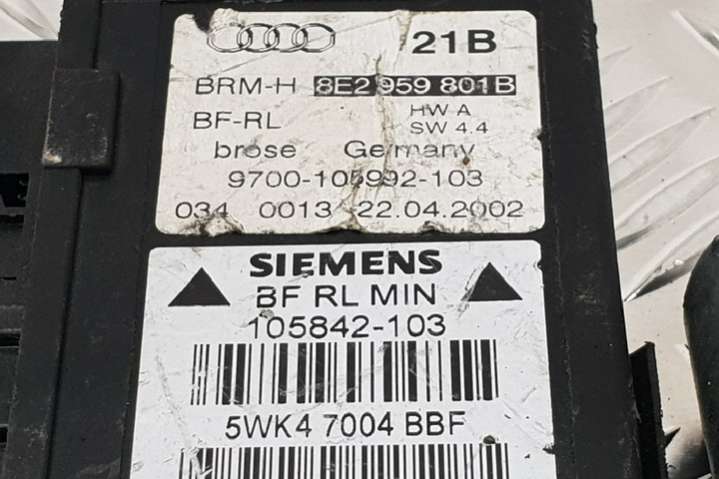 21B
BRM-H 8E2 959 801B
BF-RL HW A
SW 4.4
brose Germany
9700-105992-103
034 0013 22.04.2002
SIEMENS
BF RL MIN
105842-103
5WK4 7004 BBF